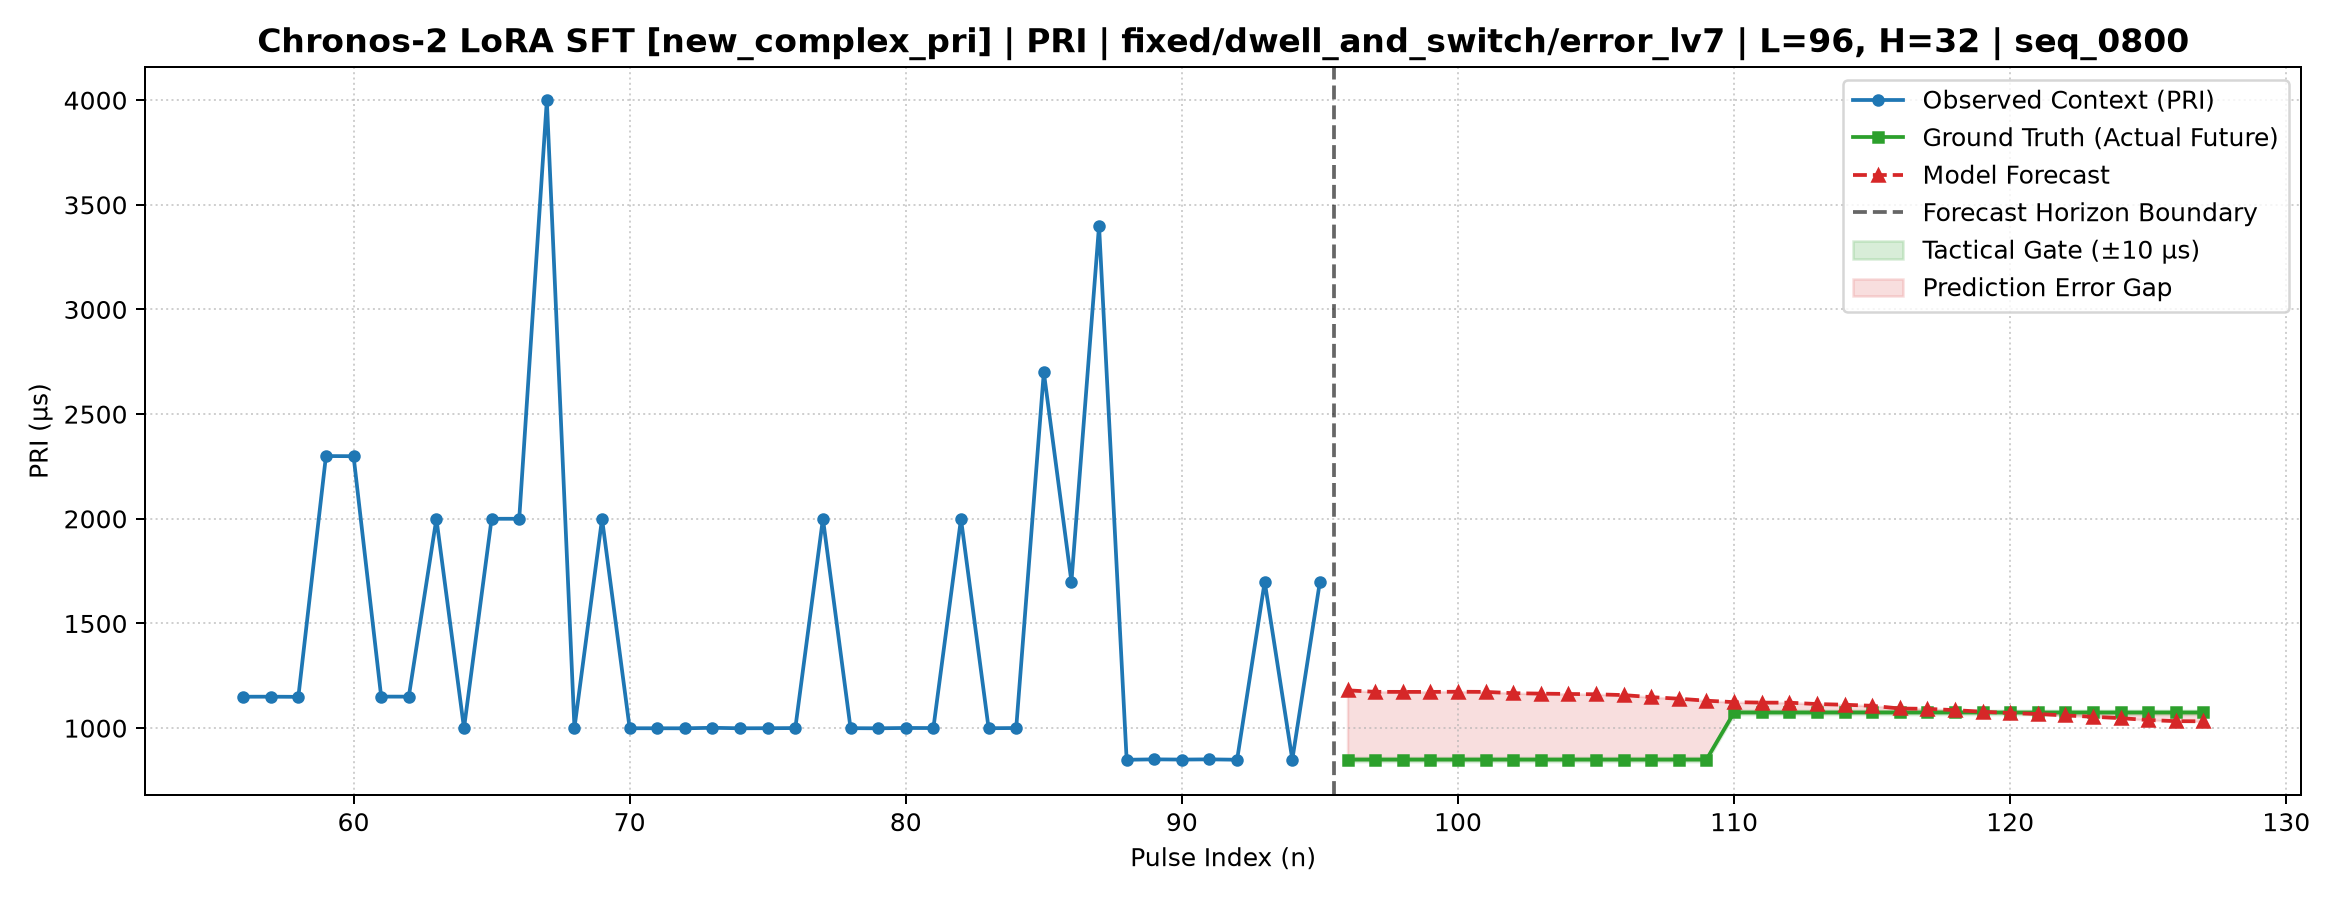 Chronos-2 LoRA SFT [new_complex_pri] | PRI | fixed/dwell_and_switch/error_lv7 | L=96, H=32 | seq_0800
Observed Context (PRI)
Ground Truth (Actual Future)
Model Forecast
Forecast Horizon Boundary
Tactical Gate (±10 µs)
Prediction Error Gap
PRI (µs)
4000
3500
3000
2500
2000
1500
1000
60 70 80 90 100 110 120 130
Pulse Index (n)